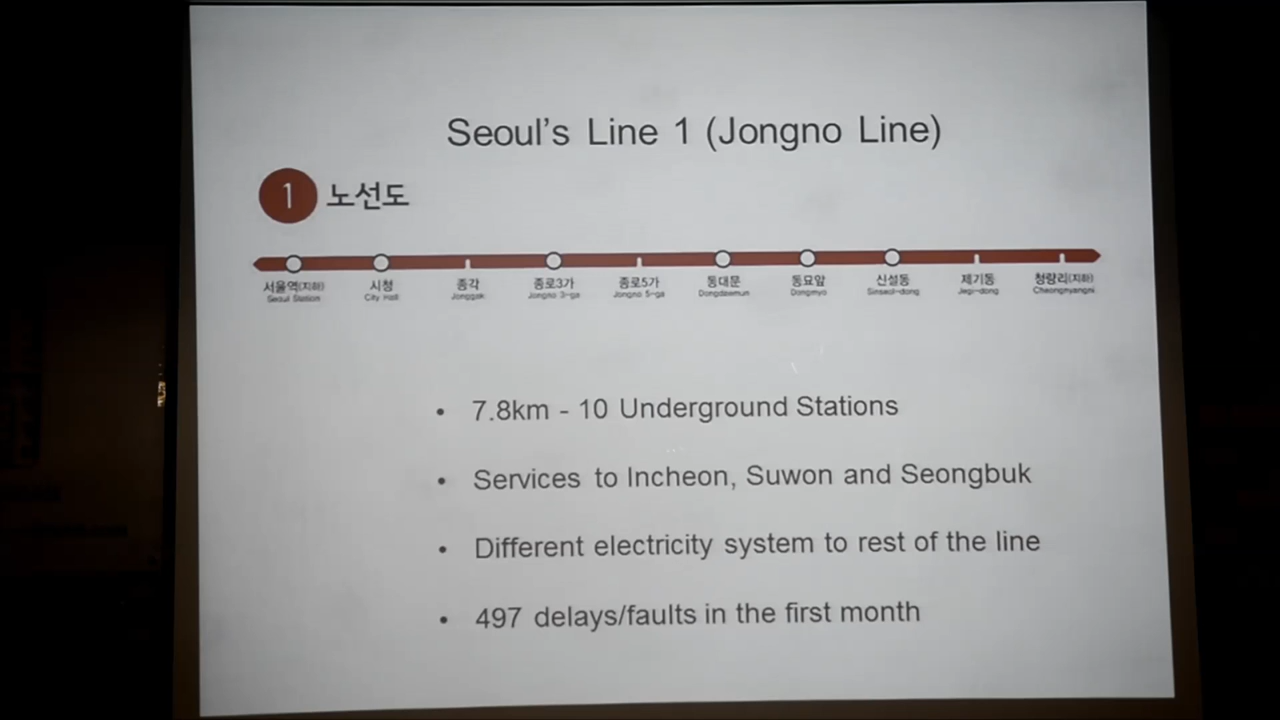 Seoul's Line 1 (Jongno Line)
1 노선도
서울역(지하) 시청 종각 종로3가 종로5가 동대문 동묘앞 신설동 제기동 청량리(지하)
Seoul Station City Hall Jonggak Jongno 3-ga Jongno 5-ga Dongdaemun Dongmyo Sinseol-dong Jegi-dong Cheongnyangni
• 7.8km - 10 Underground Stations
• Services to Incheon, Suwon and Seongbuk
• Different electricity system to rest of the line
• 497 delays/faults in the first month